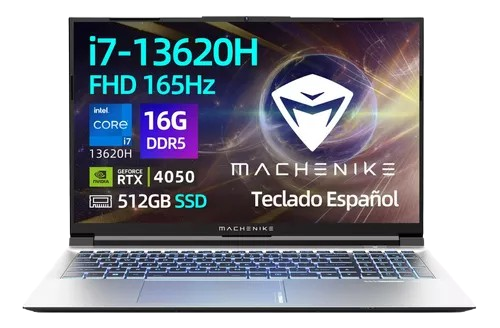 i7-13620H
FHD 165Hz
intel
CORE
i7
13620H
16G
DDR5
NVIDIA
GEFORCE
RTX
4050
512GB SSD
MACHENIKE
Teclado Español
MACHENIKE